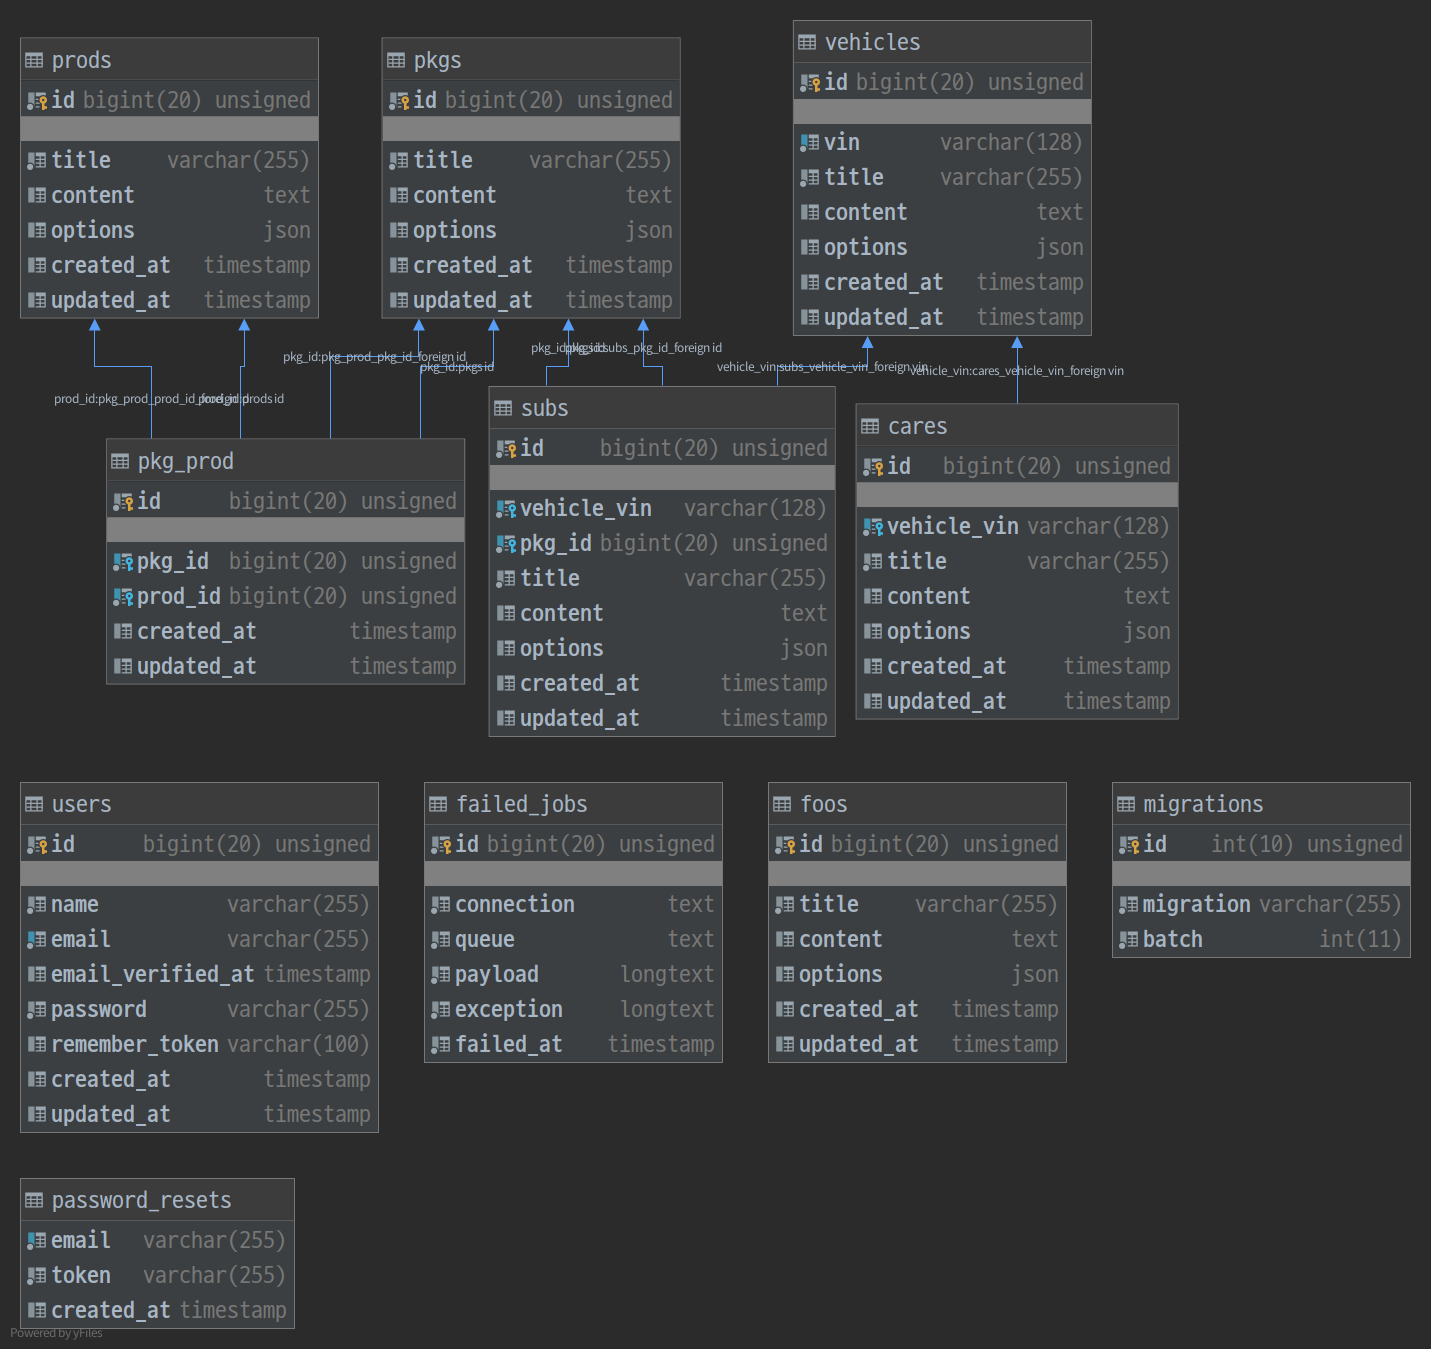 prods
id bigint(20) unsigned
title varchar(255)
content text
options json
created_at timestamp
updated_at timestamp
pkgs
id bigint(20) unsigned
title varchar(255)
content text
options json
created_at timestamp
updated_at timestamp
vehicles
id bigint(20) unsigned
vin varchar(128)
title varchar(255)
content text
options json
created_at timestamp
updated_at timestamp
pkg_id:pkg_prod_pkg_id_foreign id
pkg_id:pkgs id
subs_pkg_id_foreign id
vehicle_vin:subs_vehicle_vin_foreign vin
vehicle_vin:cares_vehicle_vin_foreign vin
prod_id:pkg_prod_prod_id_foreign id
prods id
pkg_prod
id bigint(20) unsigned
pkg_id bigint(20) unsigned
prod_id bigint(20) unsigned
created_at timestamp
updated_at timestamp
subs
id bigint(20) unsigned
vehicle_vin varchar(128)
pkg_id bigint(20) unsigned
title varchar(255)
content text
options json
created_at timestamp
updated_at timestamp
cares
id bigint(20) unsigned
vehicle_vin varchar(128)
title varchar(255)
content text
options json
created_at timestamp
updated_at timestamp
users
id bigint(20) unsigned
name varchar(255)
email varchar(255)
email_verified_at timestamp
password varchar(255)
remember_token varchar(100)
created_at timestamp
updated_at timestamp
failed_jobs
id bigint(20) unsigned
connection text
queue text
payload longtext
exception longtext
failed_at timestamp
foos
id bigint(20) unsigned
title varchar(255)
content text
options json
created_at timestamp
updated_at timestamp
migrations
id int(10) unsigned
migration varchar(255)
batch int(11)
password_resets
email varchar(255)
token varchar(255)
created_at timestamp
Powered by yFiles